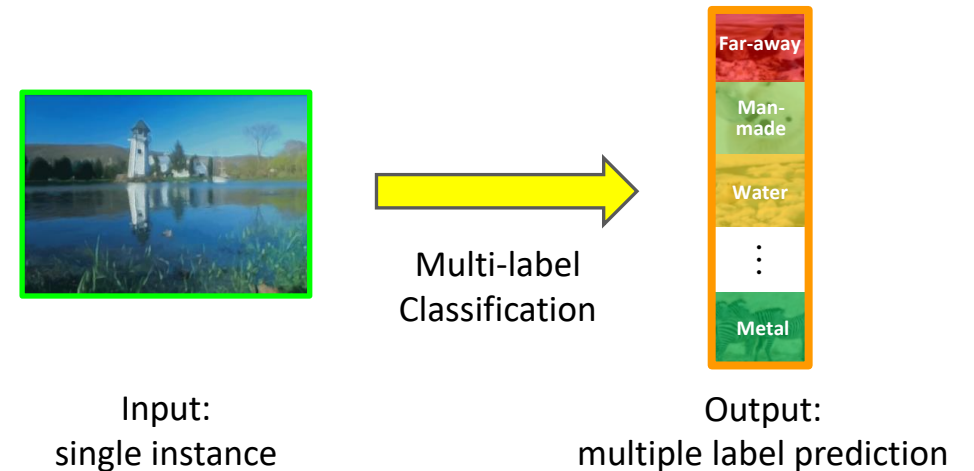 Far-away
Man-
made
Water
⋮
Metal
Multi-label
Classification
Input:
single instance
Output:
multiple label prediction